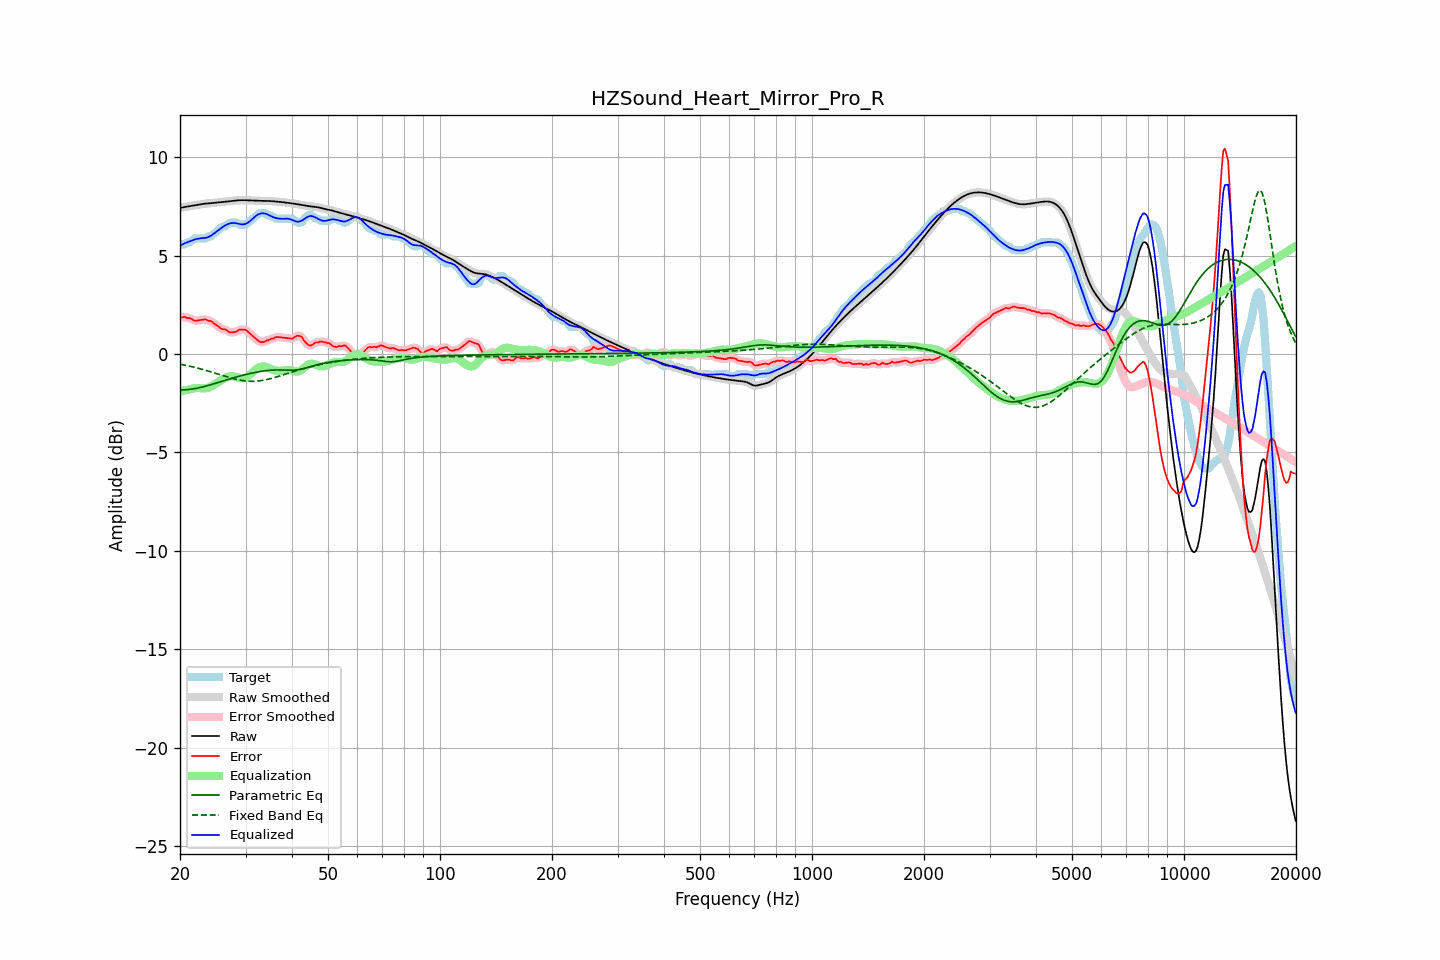 HZSound_Heart_Mirror_Pro_R
Amplitude (dBr)
10
5
0
−5
−10
−15
−20
−25
Target
Raw Smoothed
Error Smoothed
Raw
Error
Equalization
Parametric Eq
Fixed Band Eq
Equalized
20 50 100 200 500 1000 2000 5000 10000 20000
Frequency (Hz)